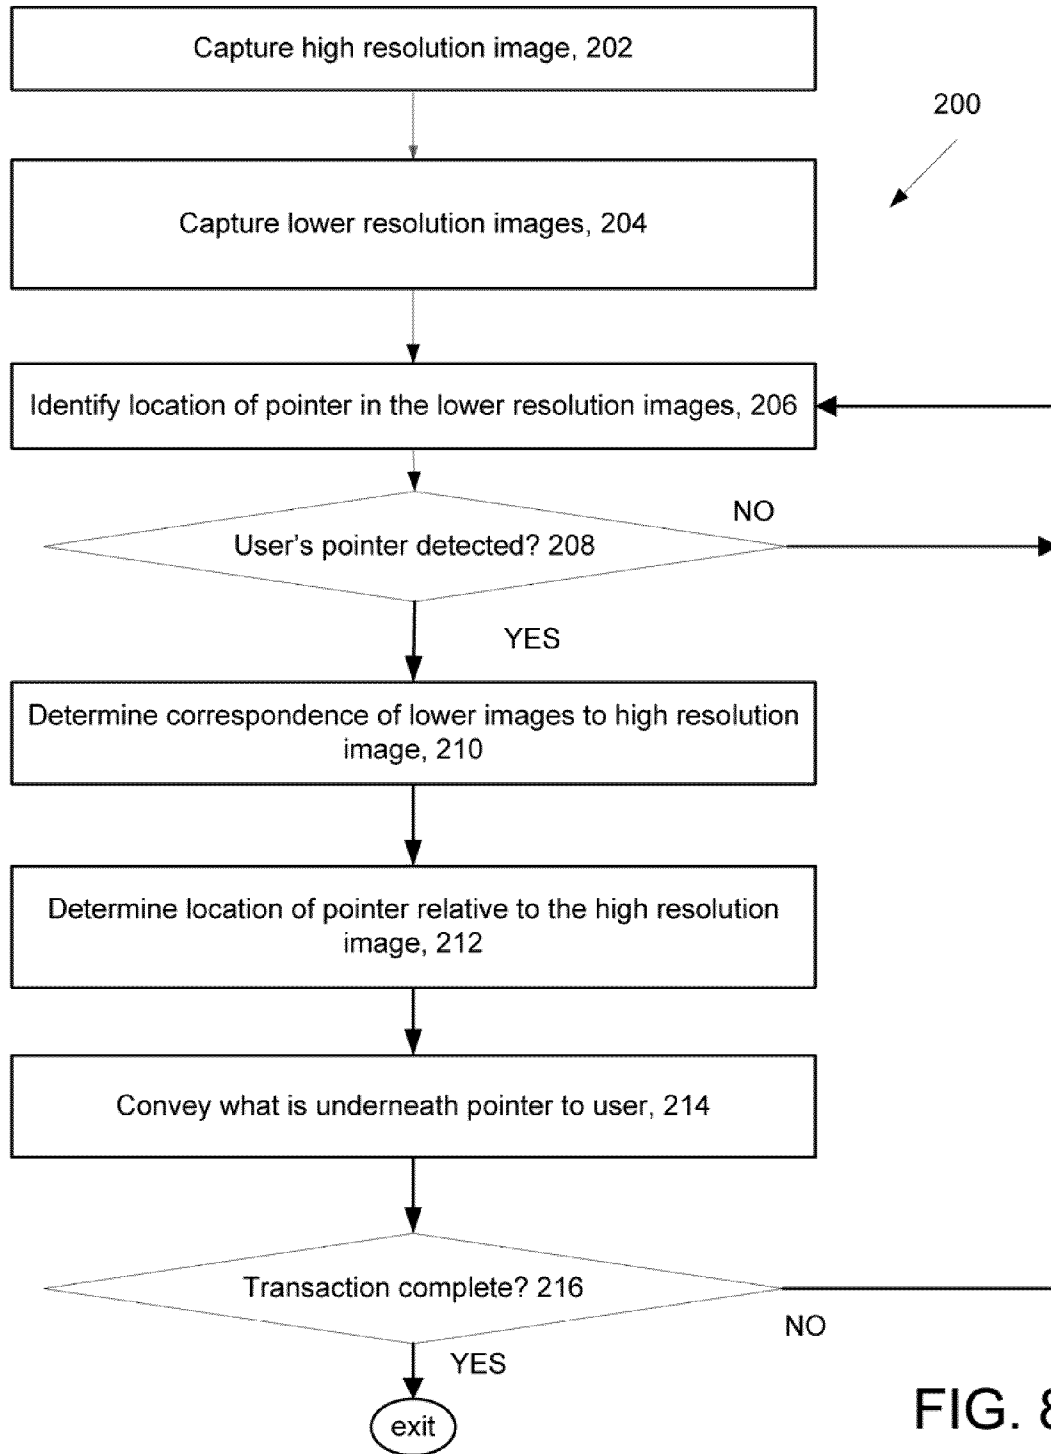 Capture high resolution image, 202
200
Capture lower resolution images, 204
Identify location of pointer in the lower resolution images, 206
NO
User's pointer detected? 208
YES
Determine correspondence of lower images to high resolution
image, 210
Determine location of pointer relative to the high resolution
image, 212
Convey what is underneath pointer to user, 214
Transaction complete? 216
NO
YES
exit
FIG. 8